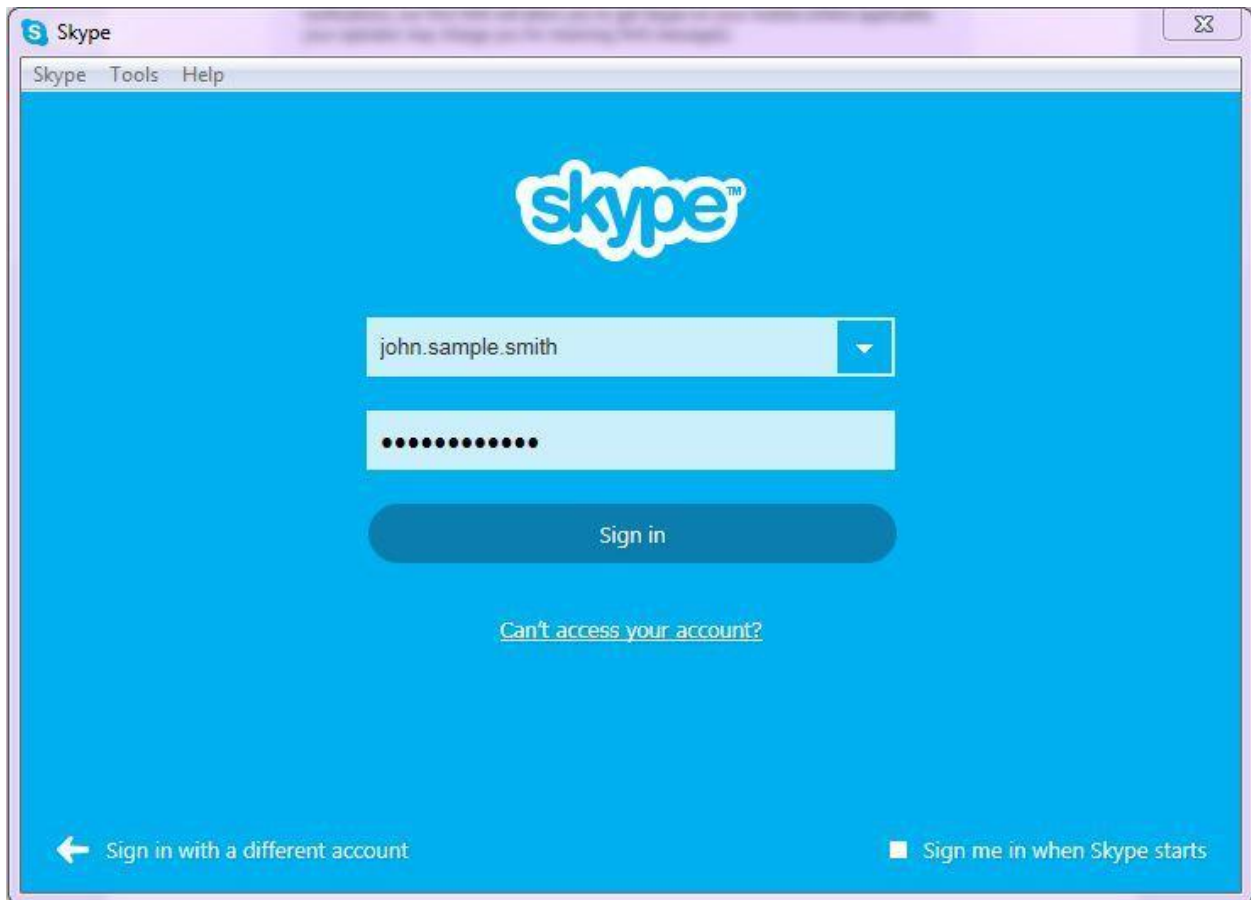 Skype
Skype Tools Help
skype™
john.sample.smith
••••••••••••
Sign in
Can't access your account?
Sign in with a different account
Sign me in when Skype starts